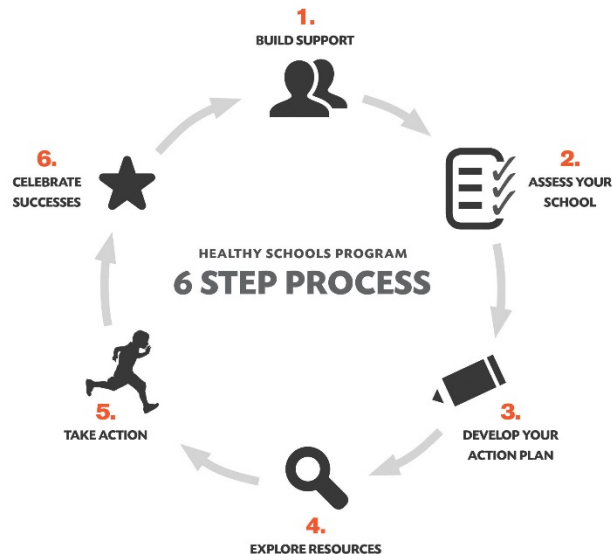 1.
BUILD SUPPORT
2.
ASSESS YOUR
SCHOOL
3.
DEVELOP YOUR
ACTION PLAN
4.
EXPLORE RESOURCES
5.
TAKE ACTION
6.
CELEBRATE
SUCCESSES
HEALTHY SCHOOLS PROGRAM
6 STEP PROCESS